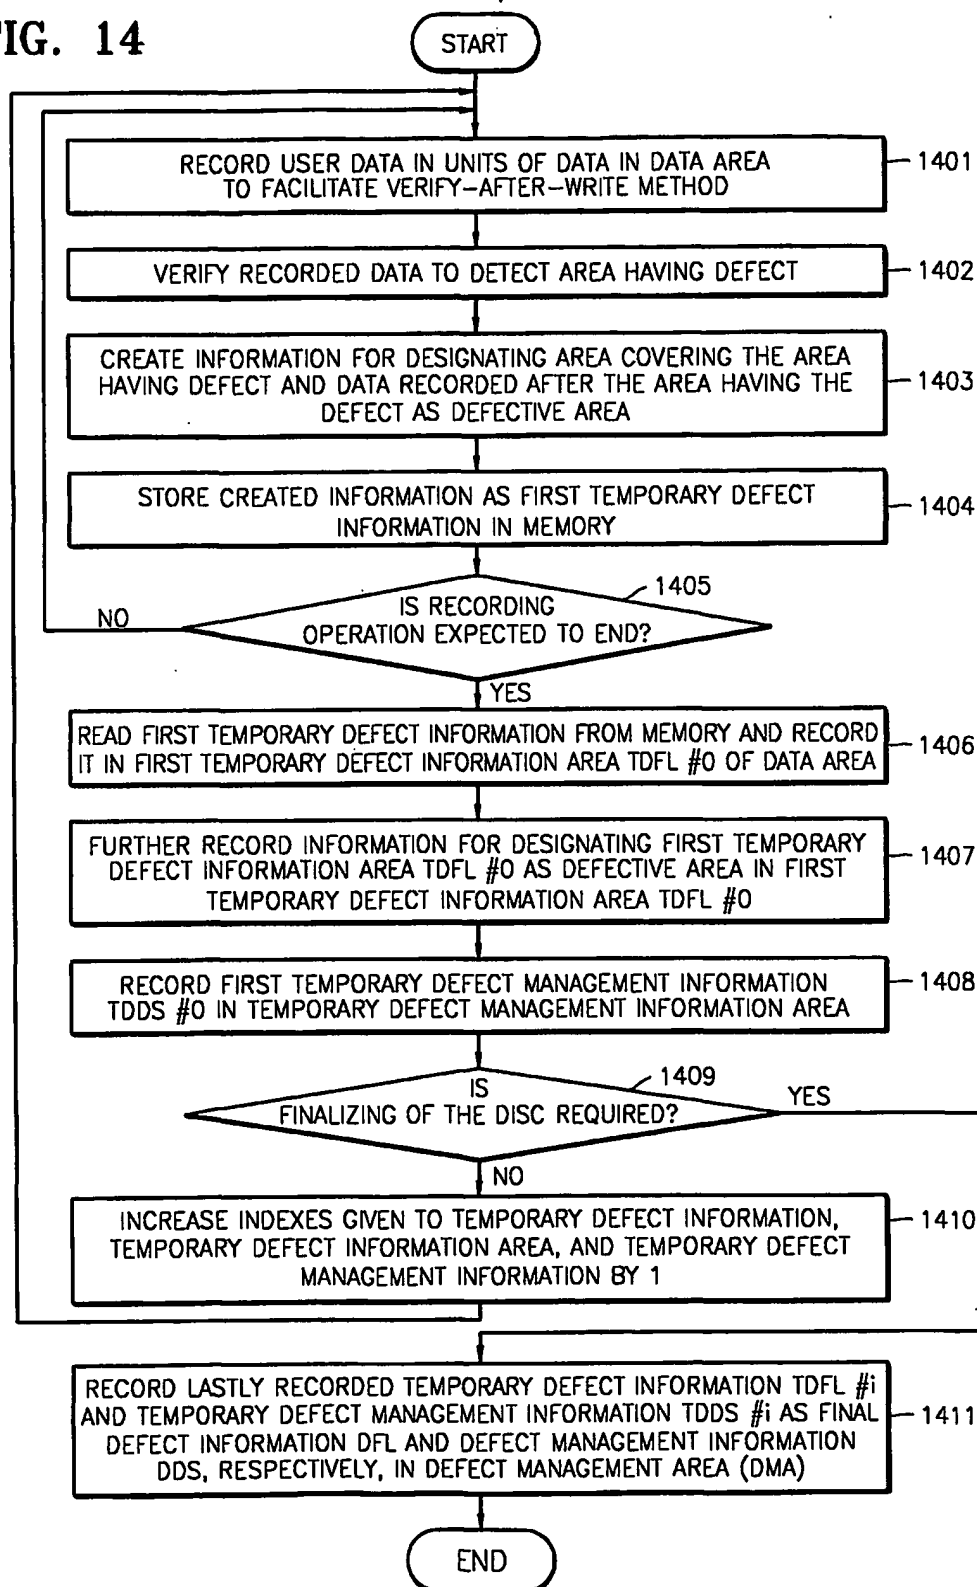 FIG. 14
START
RECORD USER DATA IN UNITS OF DATA IN DATA AREA
TO FACILITATE VERIFY-AFTER-WRITE METHOD
1401
VERIFY RECORDED DATA TO DETECT AREA HAVING DEFECT
1402
CREATE INFORMATION FOR DESIGNATING AREA COVERING THE AREA
HAVING DEFECT AND DATA RECORDED AFTER THE AREA HAVING THE
DEFECT AS DEFECTIVE AREA
1403
STORE CREATED INFORMATION AS FIRST TEMPORARY DEFECT
INFORMATION IN MEMORY
1404
1405
IS RECORDING
OPERATION EXPECTED TO END?
NO
YES
READ FIRST TEMPORARY DEFECT INFORMATION FROM MEMORY AND RECORD
IT IN FIRST TEMPORARY DEFECT INFORMATION AREA TDFL #0 OF DATA AREA
1406
FURTHER RECORD INFORMATION FOR DESIGNATING FIRST TEMPORARY
DEFECT INFORMATION AREA TDFL #0 AS DEFECTIVE AREA IN FIRST
TEMPORARY DEFECT INFORMATION AREA TDFL #0
1407
RECORD FIRST TEMPORARY DEFECT MANAGEMENT INFORMATION
TDDS #0 IN TEMPORARY DEFECT MANAGEMENT INFORMATION AREA
1408
1409
IS
FINALIZING OF THE DISC REQUIRED?
YES
NO
INCREASE INDEXES GIVEN TO TEMPORARY DEFECT INFORMATION,
TEMPORARY DEFECT INFORMATION AREA, AND TEMPORARY DEFECT
MANAGEMENT INFORMATION BY 1
1410
RECORD LASTLY RECORDED TEMPORARY DEFECT INFORMATION TDFL #i
AND TEMPORARY DEFECT MANAGEMENT INFORMATION TDDS #i AS FINAL
DEFECT INFORMATION DFL AND DEFECT MANAGEMENT INFORMATION
DDS, RESPECTIVELY, IN DEFECT MANAGEMENT AREA (DMA)
1411
END